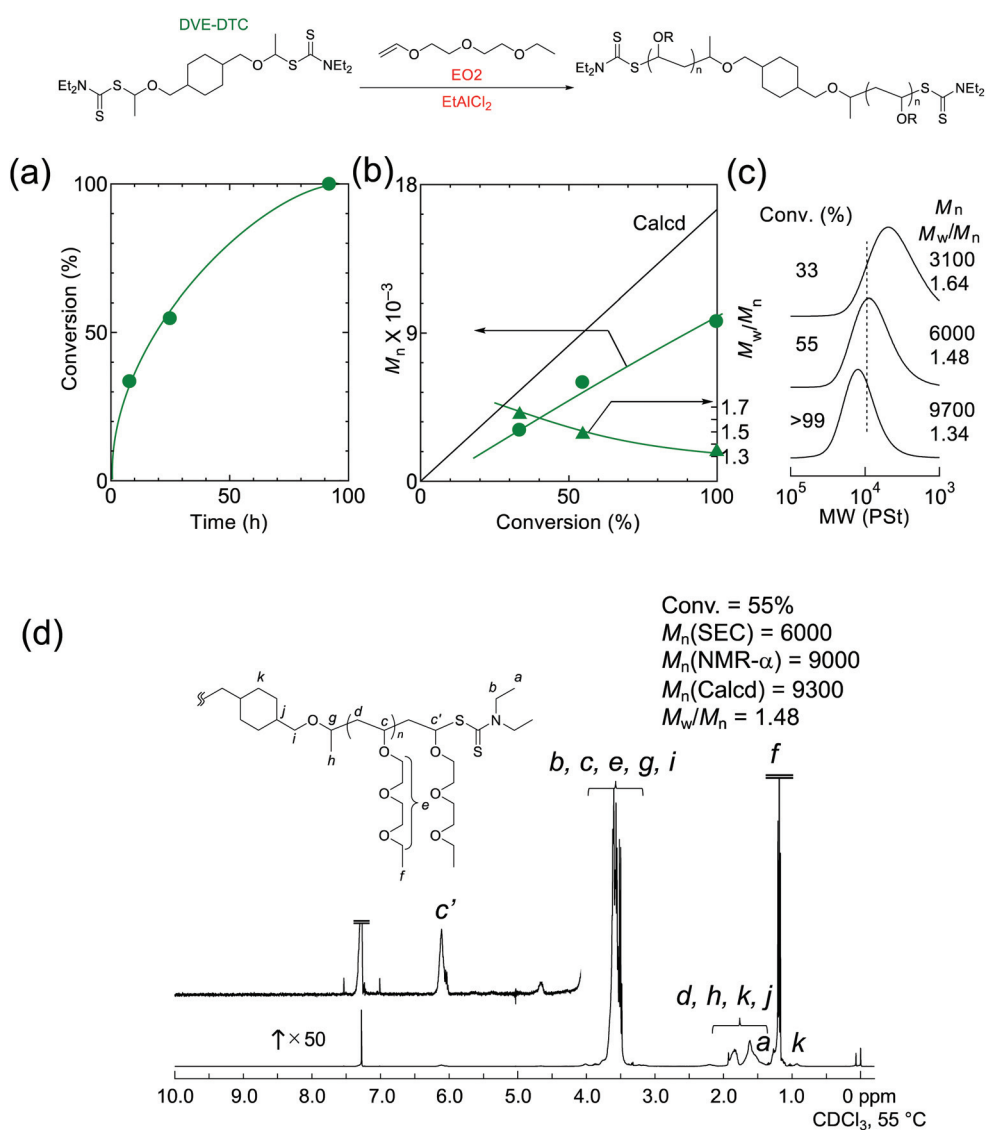 DVE-DTC
S
NEt2
S
O
O
S
Et2N
S
O
O
O
EO2
EtAlCl2
S
Et2N
S
OR
n
O
O
S
n
OR
S
NEt2
(a)
100
50
0
0
50
100
Conversion (%)
Time (h)
(b)
18
9
0
0
50
100
Mn X 10−3
Calcd
Mw/Mn
1.7
1.5
1.3
Conversion (%)
(c)
Conv. (%)
Mn
Mw/Mn
33
3100
1.64
55
6000
1.48
>99
9700
1.34
105
104
103
MW (PSt)
(d)
Conv. = 55%
Mn(SEC) = 6000
Mn(NMR-α) = 9000
Mn(Calcd) = 9300
Mw/Mn = 1.48
k
j
i
O
g
h
d
c
n
c'
S
S
N
b
a
O
O
O
O
O
O
e
f
b, c, e, g, i
f
c'
d, h, k, j
a
k
↑×50
10.0 9.0 8.0 7.0 6.0 5.0 4.0 3.0 2.0 1.0 0 ppm
CDCl3, 55 °C